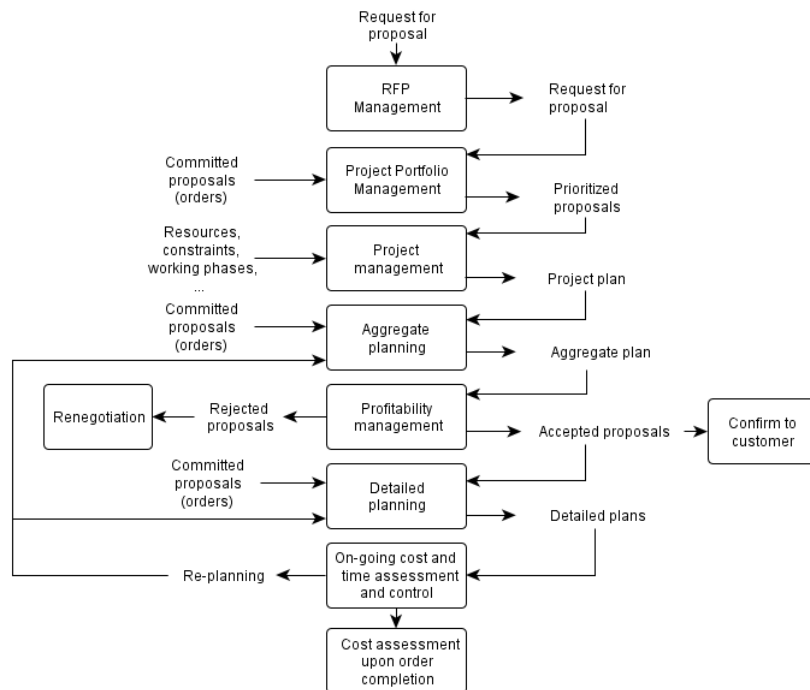 Request for
proposal
RFP
Management
Request for
proposal
Committed
proposals
(orders)
Project Portfolio
Management
Prioritized
proposals
Resources,
constraints,
working phases,
...
Project
management
Project plan
Committed
proposals
(orders)
Aggregate
planning
Aggregate plan
Renegotiation
Rejected
proposals
Profitability
management
Accepted proposals
Confirm to
customer
Committed
proposals
(orders)
Detailed
planning
Detailed plans
Re-planning
On-going cost and
time assessment
and control
Cost assessment
upon order
completion